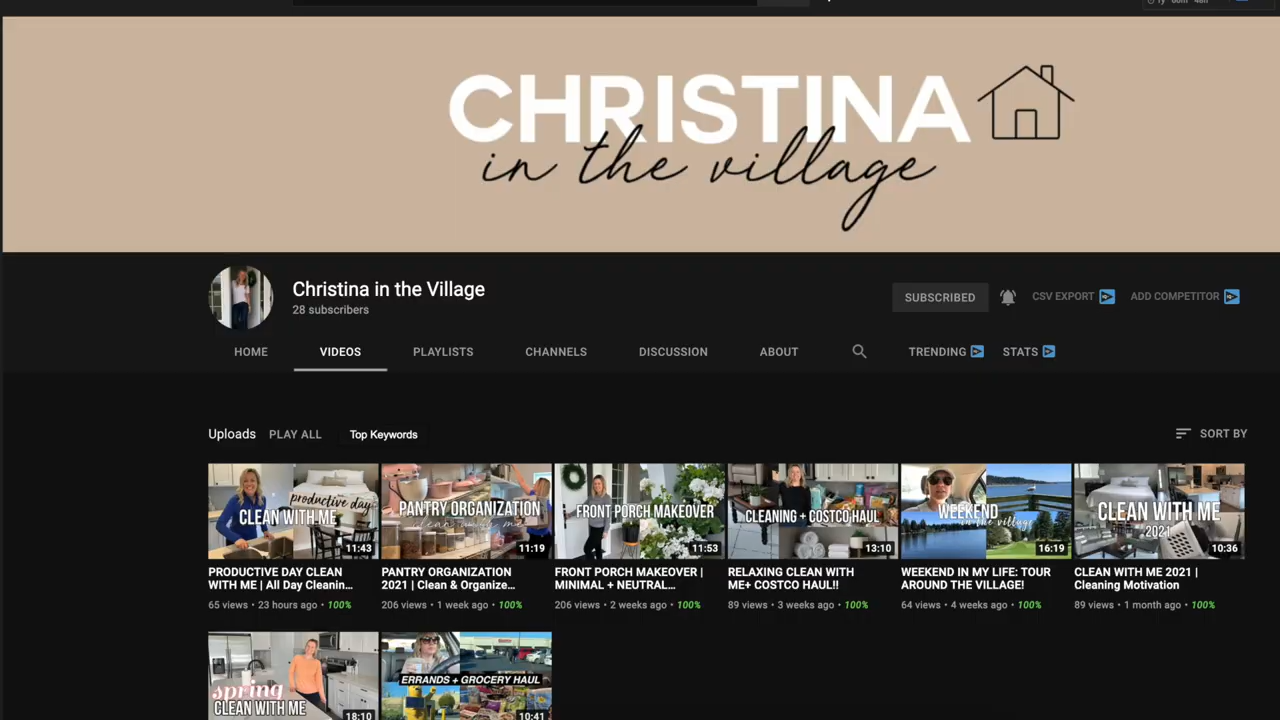 CHRISTINA
in the village
Christina in the Village
28 subscribers
SUBSCRIBED
CSV EXPORT
ADD COMPETITOR
HOME
VIDEOS
PLAYLISTS
CHANNELS
DISCUSSION
ABOUT
TRENDING
STATS
Uploads
PLAY ALL
Top Keywords
SORT BY
productive day
CLEAN WITH ME
11:43
PRODUCTIVE DAY CLEAN
WITH ME | All Day Cleanin...
65 views • 23 hours ago • 100%
PANTRY ORGANIZATION
clean with me
11:19
PANTRY ORGANIZATION
2021 | Clean & Organize...
206 views • 1 week ago • 100%
FRONT PORCH MAKEOVER
11:53
FRONT PORCH MAKEOVER |
MINIMAL + NEUTRAL...
206 views • 2 weeks ago • 100%
CLEANING + COSTCO HAUL
13:10
RELAXING CLEAN WITH
ME+ COSTCO HAUL!!
89 views • 3 weeks ago • 100%
WEEKEND
in the village
16:19
WEEKEND IN MY LIFE: TOUR
AROUND THE VILLAGE!
64 views • 4 weeks ago • 100%
CLEAN WITH ME
2021
10:36
CLEAN WITH ME 2021 |
Cleaning Motivation
89 views • 1 month ago • 100%
spring
CLEAN WITH ME
18:10
ERRANDS + GROCERY HAUL
10:41